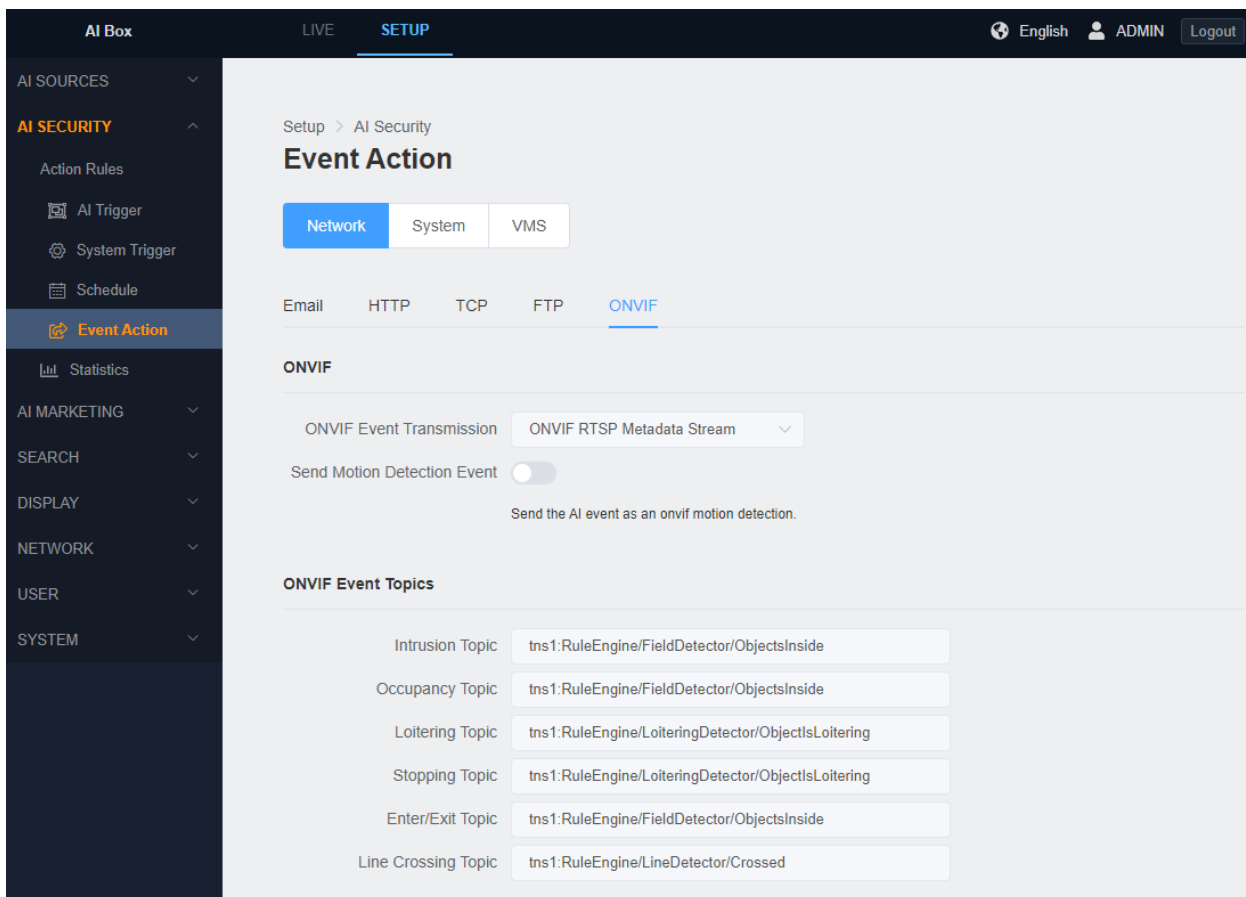 AI Box
LIVE
SETUP
English
ADMIN
Logout
AI SOURCES
AI SECURITY
Action Rules
AI Trigger
System Trigger
Schedule
Event Action
Statistics
AI MARKETING
SEARCH
DISPLAY
NETWORK
USER
SYSTEM
Setup > AI Security
Event Action
Network
System
VMS
Email
HTTP
TCP
FTP
ONVIF
ONVIF
ONVIF Event Transmission ONVIF RTSP Metadata Stream
Send Motion Detection Event
Send the AI event as an onvif motion detection.
ONVIF Event Topics
Intrusion Topic tns1:RuleEngine/FieldDetector/ObjectsInside
Occupancy Topic tns1:RuleEngine/FieldDetector/ObjectsInside
Loitering Topic tns1:RuleEngine/LoiteringDetector/ObjectIsLoitering
Stopping Topic tns1:RuleEngine/LoiteringDetector/ObjectIsLoitering
Enter/Exit Topic tns1:RuleEngine/FieldDetector/ObjectsInside
Line Crossing Topic tns1:RuleEngine/LineDetector/Crossed